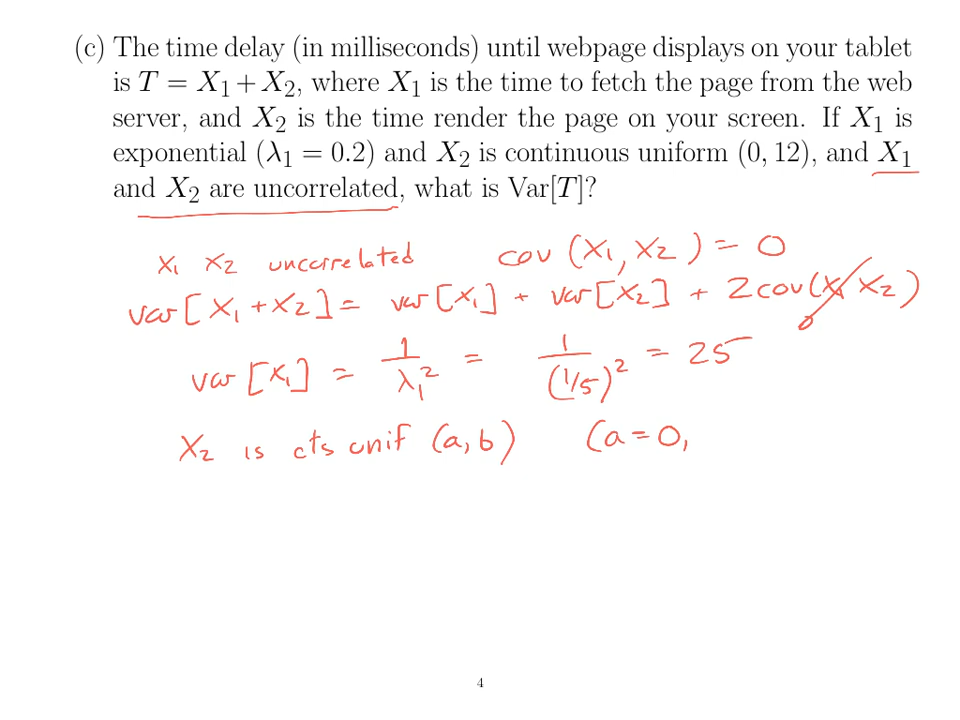 (c) The time delay (in milliseconds) until webpage displays on your tablet
is T = X₁ + X₂, where X₁ is the time to fetch the page from the web
server, and X₂ is the time render the page on your screen. If X₁ is
exponential (λ₁ = 0.2) and X₂ is continuous uniform (0, 12), and X₁
and X₂ are uncorrelated, what is Var[T]?
X₁ X₂ uncorrelated cov (X₁, X₂) = 0
var [X₁ + X₂] = var [X₁] + var [X₂] + 2 cov (X₁ X₂) 0
var [X₁] = 1/λ₁² = 1/(1/5)² = 25
X₂ is cts unif (a, b) (a = 0,
4